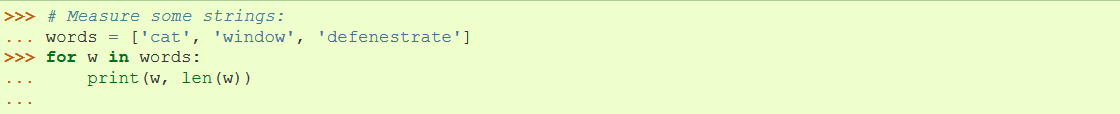 >>> # Measure some strings:
... words = ['cat', 'window', 'defenestrate']
>>> for w in words:
...     print(w, len(w))
...